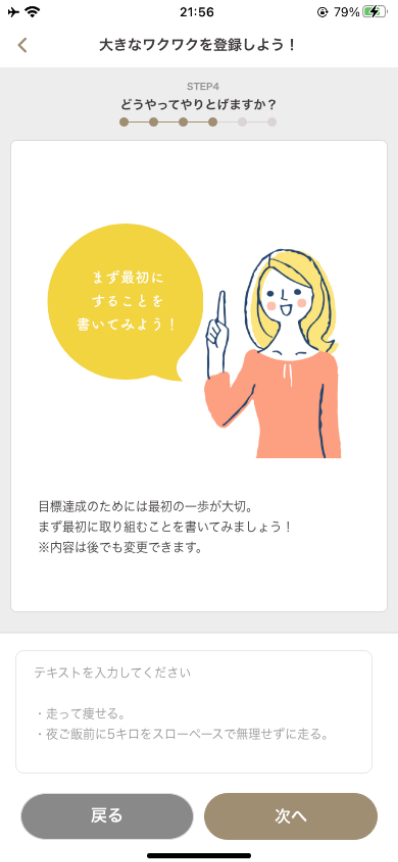 21:56
79%
大きなワクワクを登録しよう！
STEP4
どうやってやりとげますか？
まず最初に
することを
書いてみよう！
目標達成のためには最初の一歩が大切。
まず最初に取り組むことを書いてみましょう！
※内容は後でも変更できます。
テキストを入力してください
・走って痩せる。
・夜ご飯前に5キロをスローペースで無理せずに走る。
戻る
次へ